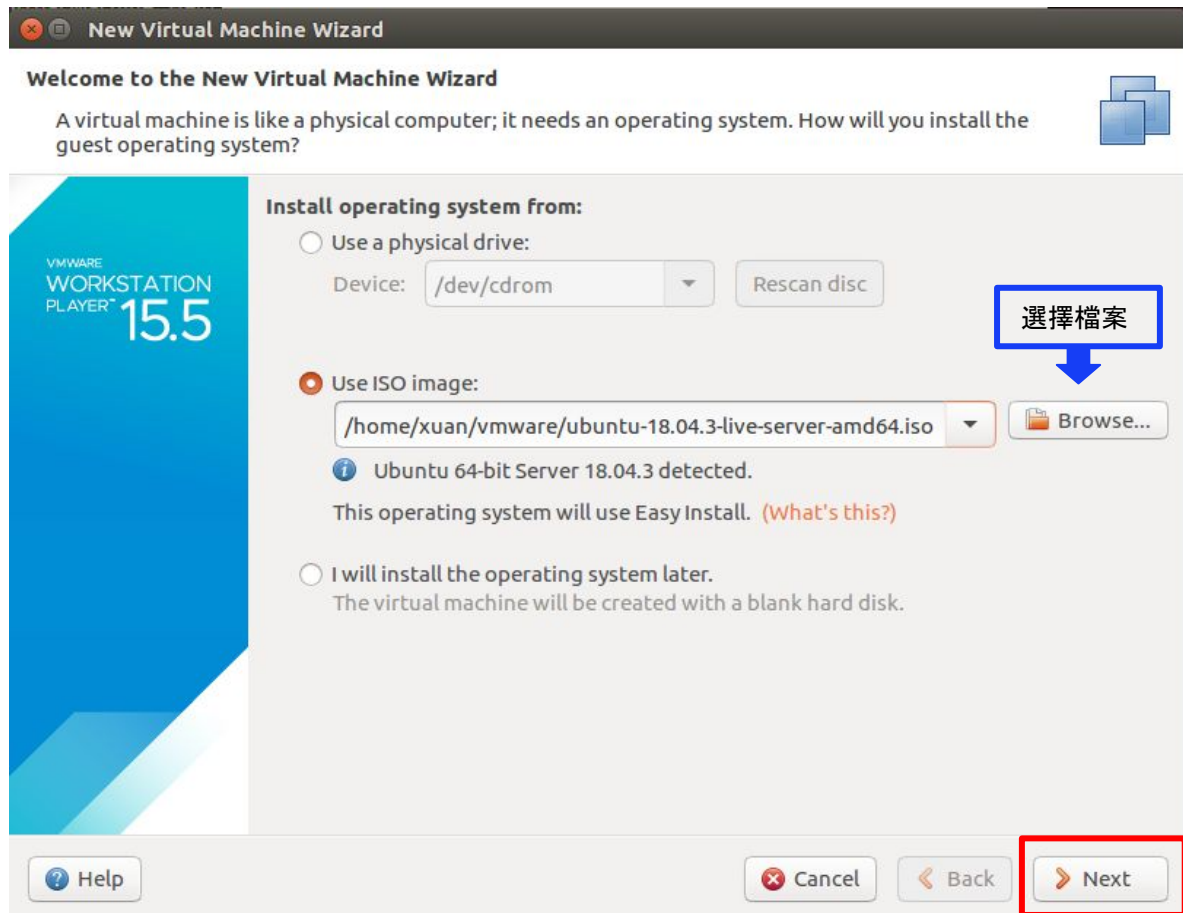 New Virtual Machine Wizard
Welcome to the New Virtual Machine Wizard
A virtual machine is like a physical computer; it needs an operating system. How will you install the
guest operating system?
VMWARE
WORKSTATION
PLAYER™ 15.5
Install operating system from:
Use a physical drive:
Device: /dev/cdrom Rescan disc
選擇檔案
Use ISO image:
/home/xuan/vmware/ubuntu-18.04.3-live-server-amd64.iso Browse...
Ubuntu 64-bit Server 18.04.3 detected.
This operating system will use Easy Install. (What's this?)
I will install the operating system later.
The virtual machine will be created with a blank hard disk.
Help Cancel Back Next